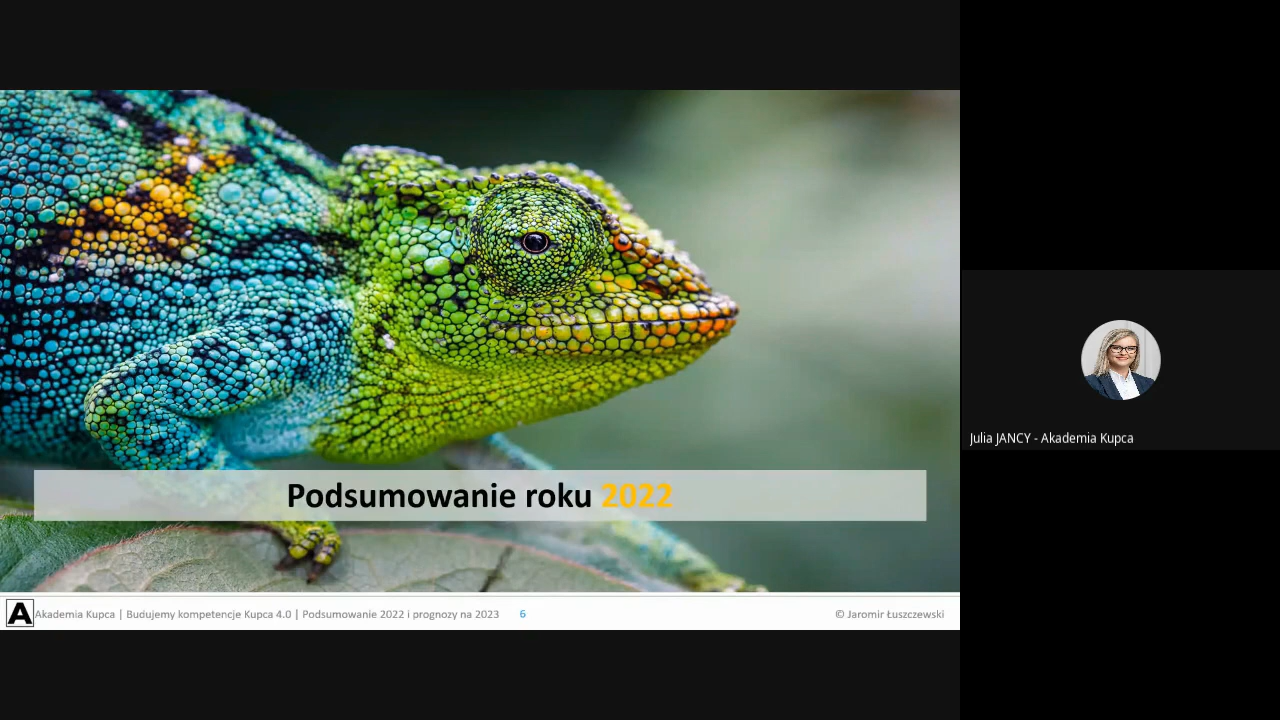 Podsumowanie roku 2022
A Akademia Kupca | Budujemy kompetencje Kupca 4.0 | Podsumowanie 2022 i prognozy na 2023 6 © Jaromir Łuszczewski
Julia JANCY - Akademia Kupca